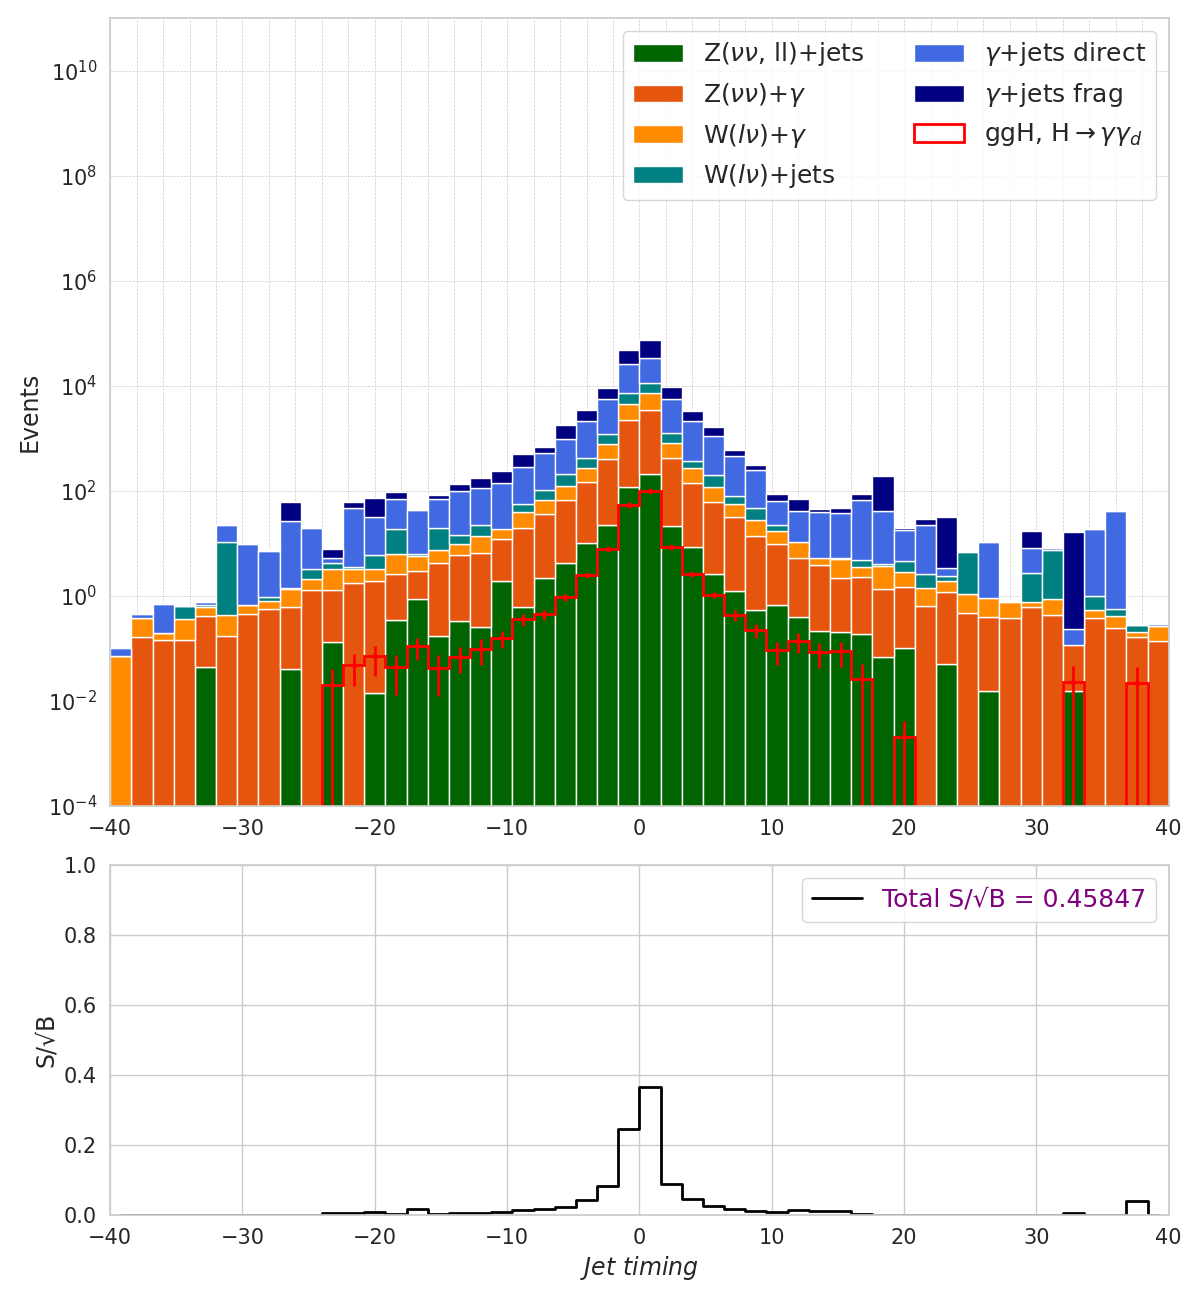 Z(νν, ll)+jets
Z(νν)+γ
W(lν)+γ
W(lν)+jets
γ+jets direct
γ+jets frag
ggH, H→γγ_d
Events
10^10
10^8
10^6
10^4
10^2
10^0
10^−2
10^−4
−40 −30 −20 −10 0 10 20 30 40
Total S/√B = 0.45847
S/√B
1.0
0.8
0.6
0.4
0.2
0.0
−40 −30 −20 −10 0 10 20 30 40
Jet timing